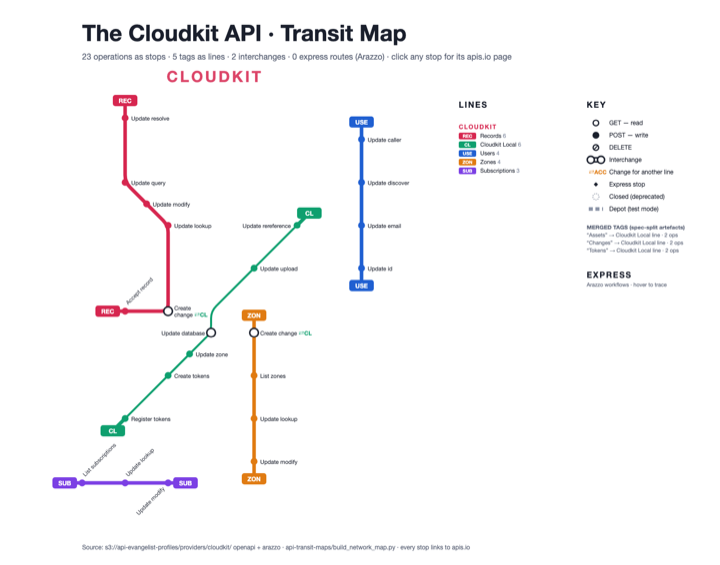 The Cloudkit API · Transit Map
23 operations as stops · 5 tags as lines · 2 interchanges · 0 express routes (Arazzo) · click any stop for its apis.io page
CLOUDKIT
REC
Update resolve
Update query
Update modify
Update lookup
Accept record
REC
Create
change ⇄CL
CL
Update rereference
Update upload
Update database
Update zone
Create tokens
Register tokens
CL
USE
Update caller
Update discover
Update email
Update id
USE
ZON
Create change ⇄CL
List zones
Update lookup
Update modify
ZON
List subscriptions
Update lookup
Update modify
SUB
SUB
LINES
CLOUDKIT
REC Records 6
CL Cloudkit Local 6
USE Users 4
ZON Zones 4
SUB Subscriptions 3
KEY
GET — read
POST — write
DELETE
Interchange
⇄ACC Change for another line
Express stop
Closed (deprecated)
Depot (test mode)
MERGED TAGS (spec-split artefacts)
"Assets" → Cloudkit Local line · 2 ops
"Changes" → Cloudkit Local line · 2 ops
"Tokens" → Cloudkit Local line · 2 ops
EXPRESS
Arazzo workflows · hover to trace
Source: s3://api-evangelist-profiles/providers/cloudkit/ openapi + arazzo · api-transit-maps/build_network_map.py · every stop links to apis.io